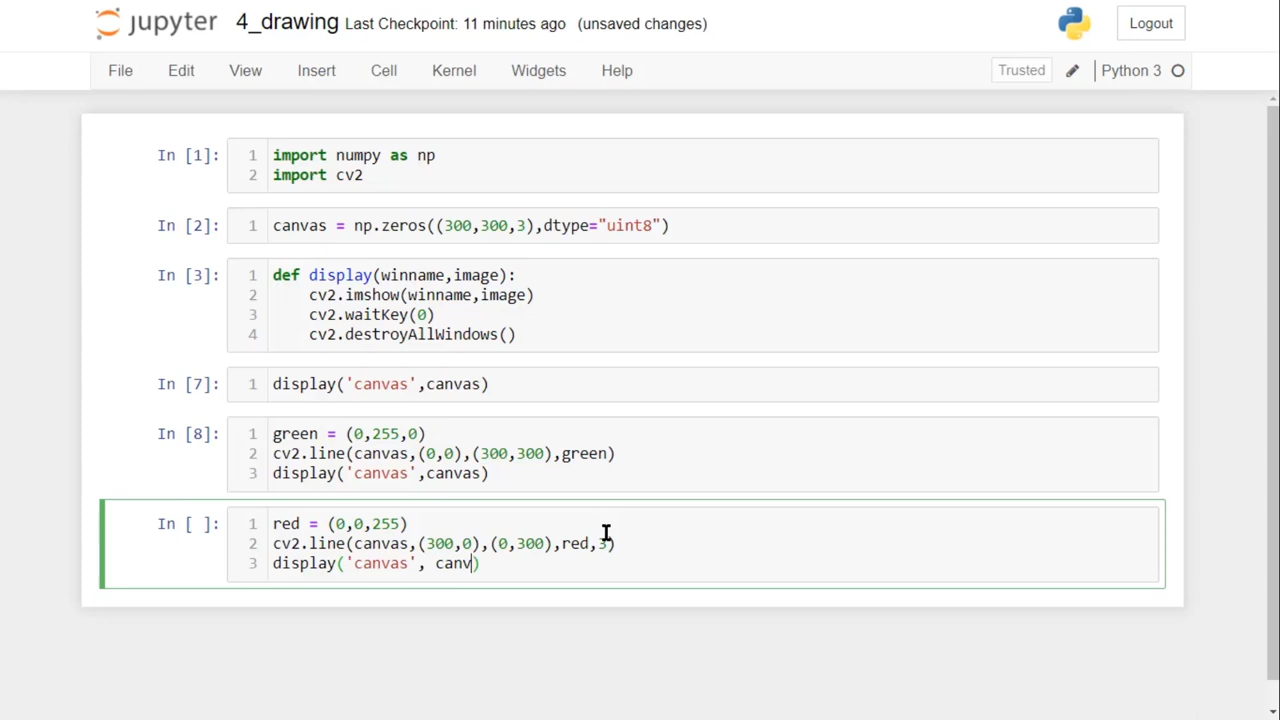 jupyter 4_drawing Last Checkpoint: 11 minutes ago (unsaved changes) Logout
File Edit View Insert Cell Kernel Widgets Help Trusted Python 3
In [1]: 1 import numpy as np
2 import cv2
In [2]: 1 canvas = np.zeros((300,300,3),dtype="uint8")
In [3]: 1 def display(winname,image):
2 cv2.imshow(winname,image)
3 cv2.waitKey(0)
4 cv2.destroyAllWindows()
In [7]: 1 display('canvas',canvas)
In [8]: 1 green = (0,255,0)
2 cv2.line(canvas,(0,0),(300,300),green)
3 display('canvas',canvas)
In [ ]: 1 red = (0,0,255)
2 cv2.line(canvas,(300,0),(0,300),red,3)
3 display('canvas', canv)